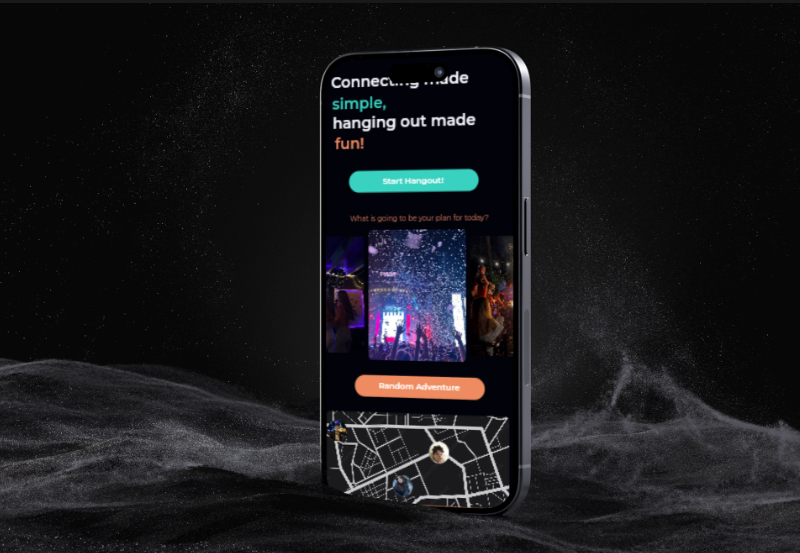 Connecting made
simple,
hanging out made
fun!
Start Hangout!
What is going to be your plan for today?
Random Adventure